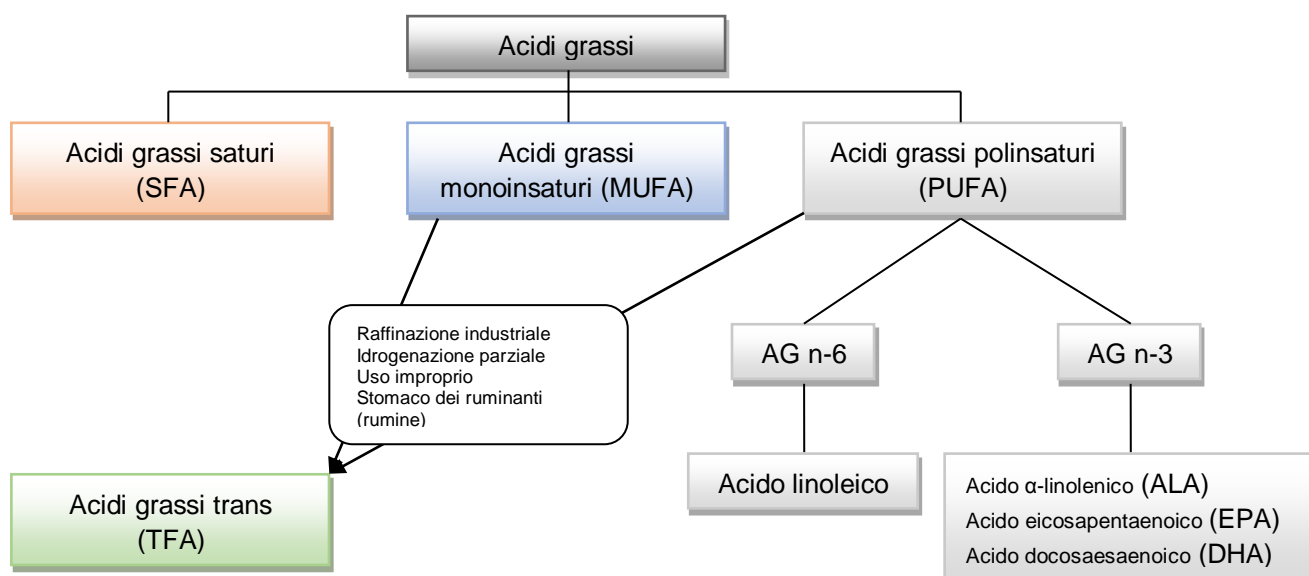 Acidi grassi
Acidi grassi saturi
(SFA)
Acidi grassi
monoinsaturi (MUFA)
Acidi grassi polinsaturi
(PUFA)
Raffinazione industriale
Idrogenazione parziale
Uso improprio
Stomaco dei ruminanti
(rumine)
AG n-6
AG n-3
Acidi grassi trans
(TFA)
Acido linoleico
Acido α-linolenico (ALA)
Acido eicosapentaenoico (EPA)
Acido docosaesaenoico (DHA)